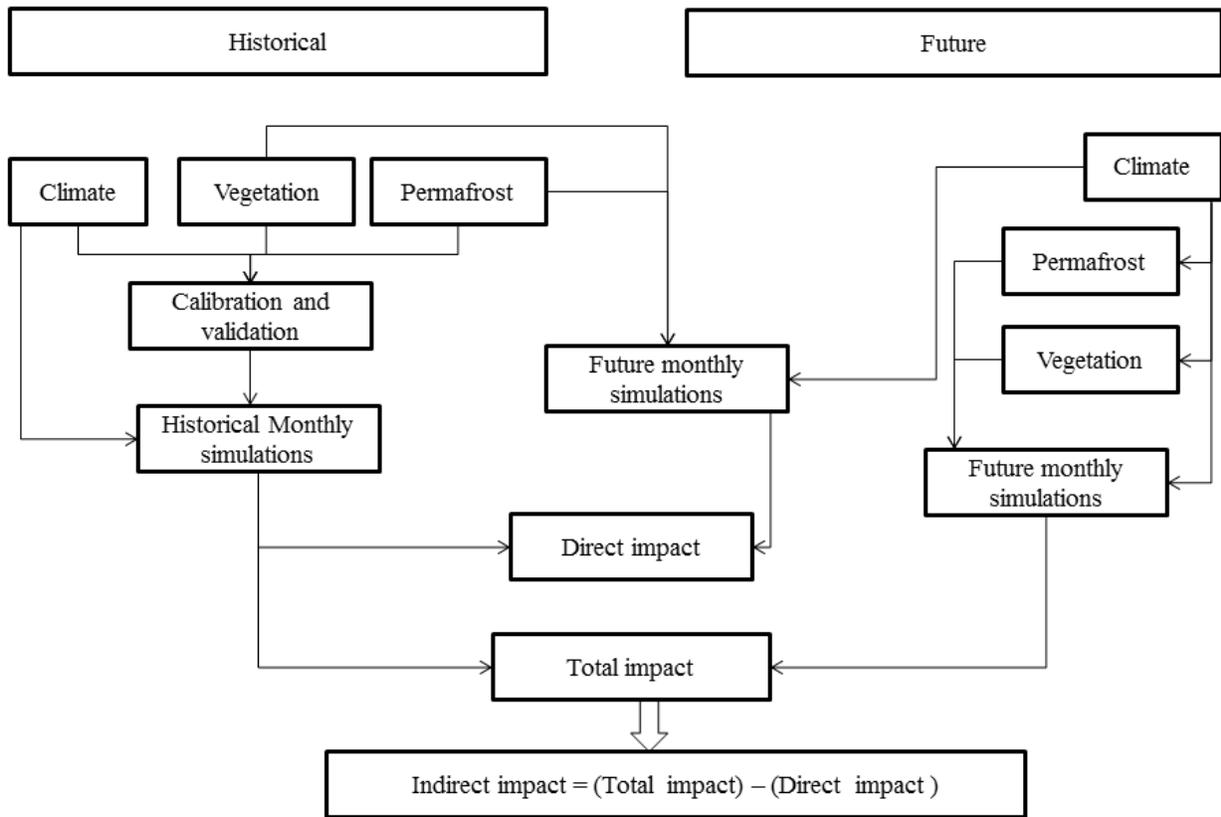 Historical
Future
Climate
Vegetation
Permafrost
Climate
Permafrost
Calibration and
validation
Vegetation
Future monthly
simulations
Historical Monthly
simulations
Future monthly
simulations
Direct impact
Total impact
Indirect impact = (Total impact) – (Direct impact )